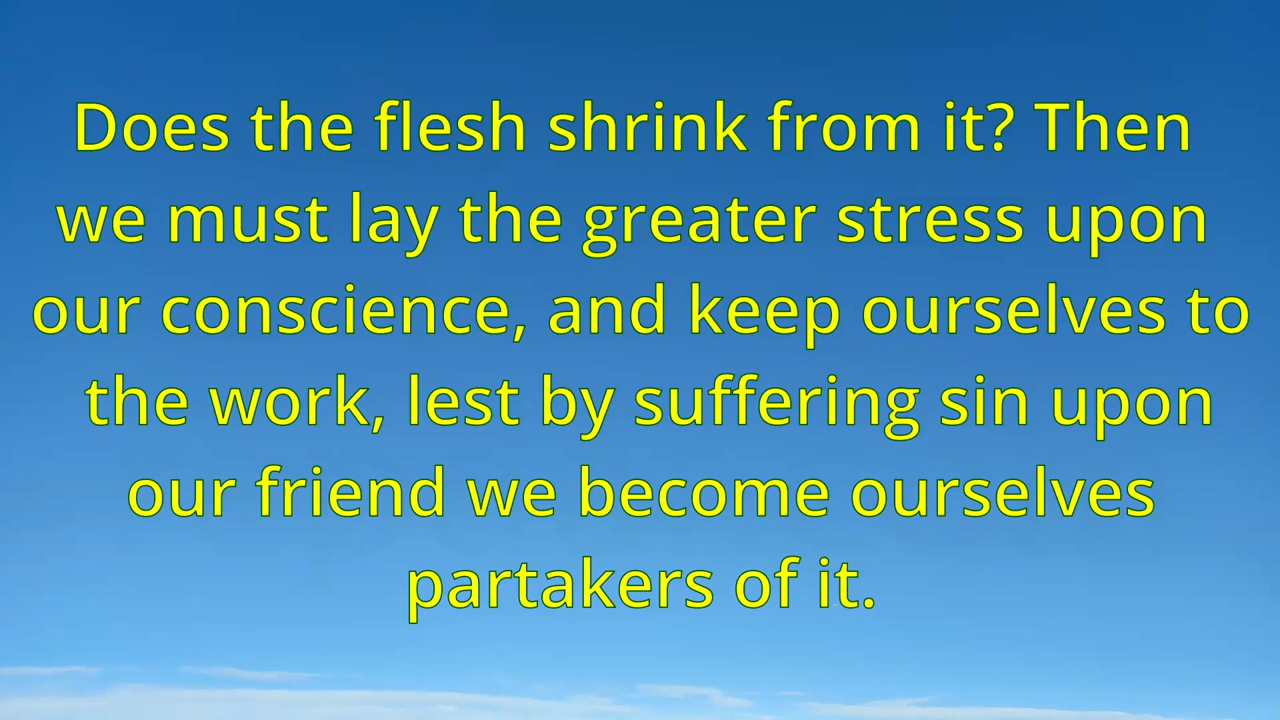 Does the flesh shrink from it? Then
we must lay the greater stress upon
our conscience, and keep ourselves to
the work, lest by suffering sin upon
our friend we become ourselves
partakers of it.